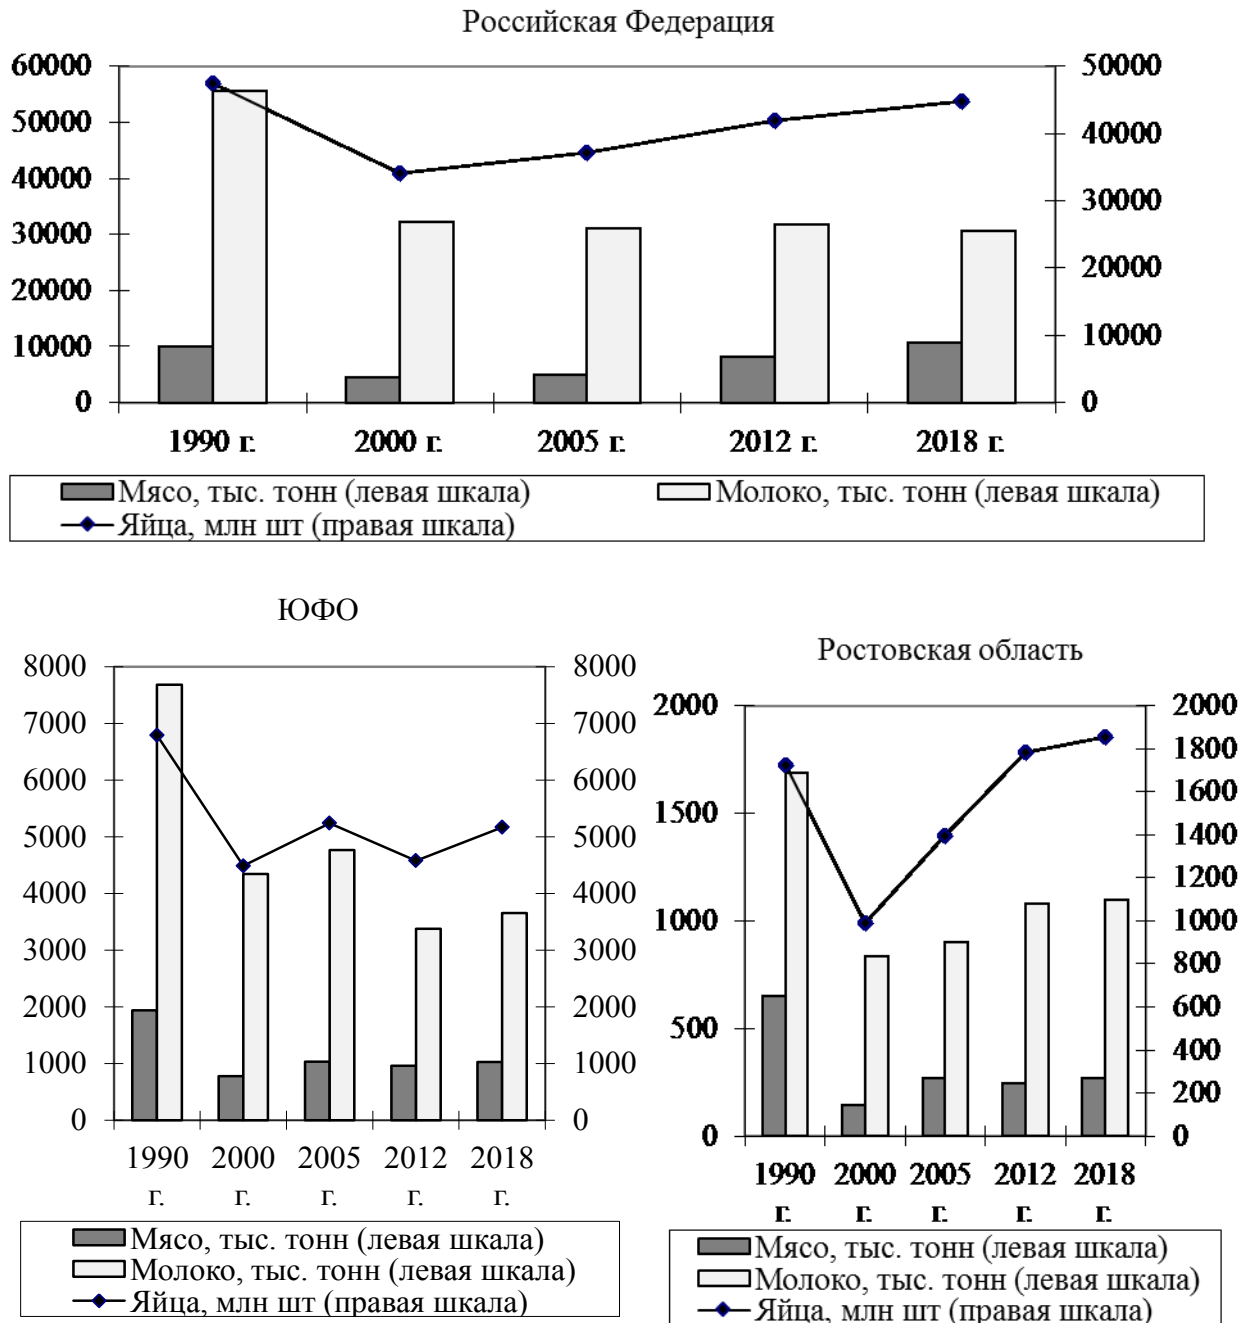 Российская Федерация
60000 50000
50000 40000
40000 30000
30000
20000 20000
10000 10000
0 0
1990 г. 2000 г. 2005 г. 2012 г. 2018 г.
Мясо, тыс. тонн (левая шкала) Молоко, тыс. тонн (левая шкала)
Яйца, млн шт (правая шкала)
ЮФО
8000 8000
7000 7000
6000 6000
5000 5000
4000 4000
3000 3000
2000 2000
1000 1000
0 0
1990 2000 2005 2012 2018
г. г. г. г. г.
Мясо, тыс. тонн (левая шкала)
Молоко, тыс. тонн (левая шкала)
Яйца, млн шт (правая шкала)
Ростовская область
2000 2000
1800
1500 1600
1400
1200
1000 1000
800
500 600
400
200
0 0
1990 2000 2005 2012 2018
г. г. г. г. г.
Мясо, тыс. тонн (левая шкала)
Молоко, тыс. тонн (левая шкала)
Яйца, млн шт (правая шкала)